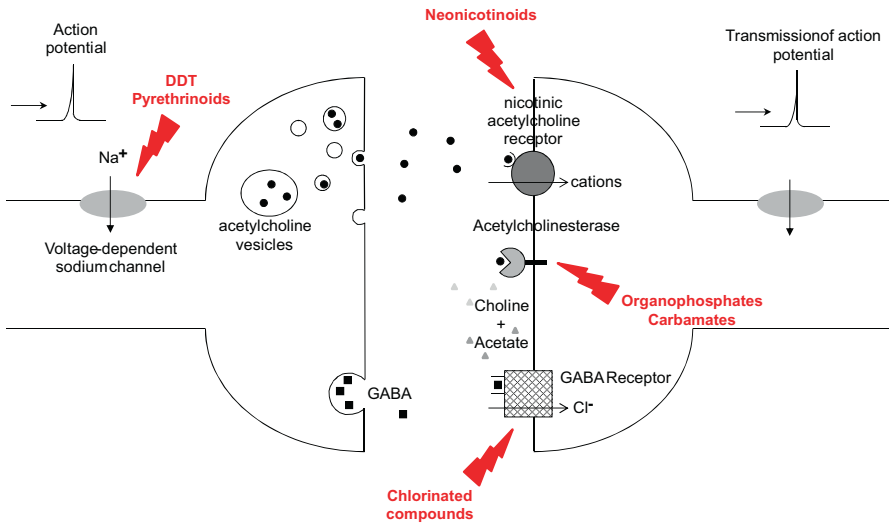 Action
potential
DDT
Pyrethrinoids
Na+
Voltage-dependent
sodium channel
acetylcholine
vesicles
GABA
Neonicotinoids
nicotinic
acetylcholine
receptor
cations
Acetylcholinesterase
Choline
+
Acetate
Organophosphates
Carbamates
GABA Receptor
Cl-
Chlorinated
compounds
Transmissionof action
potential